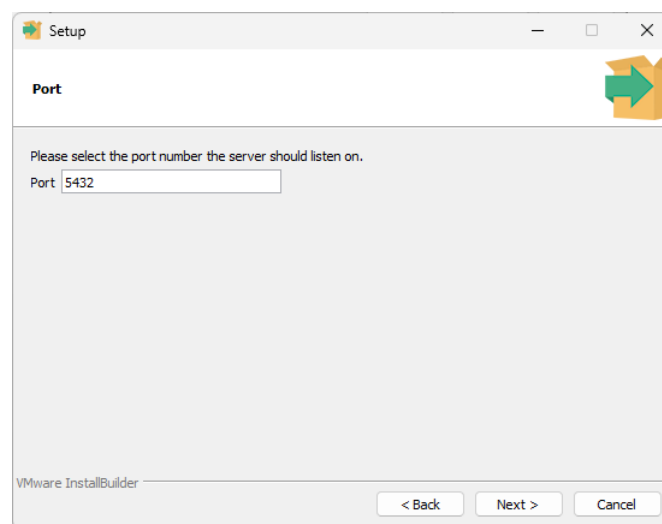 Setup
Port
Please select the port number the server should listen on.
Port 5432
VMware InstallBuilder
< Back Next > Cancel